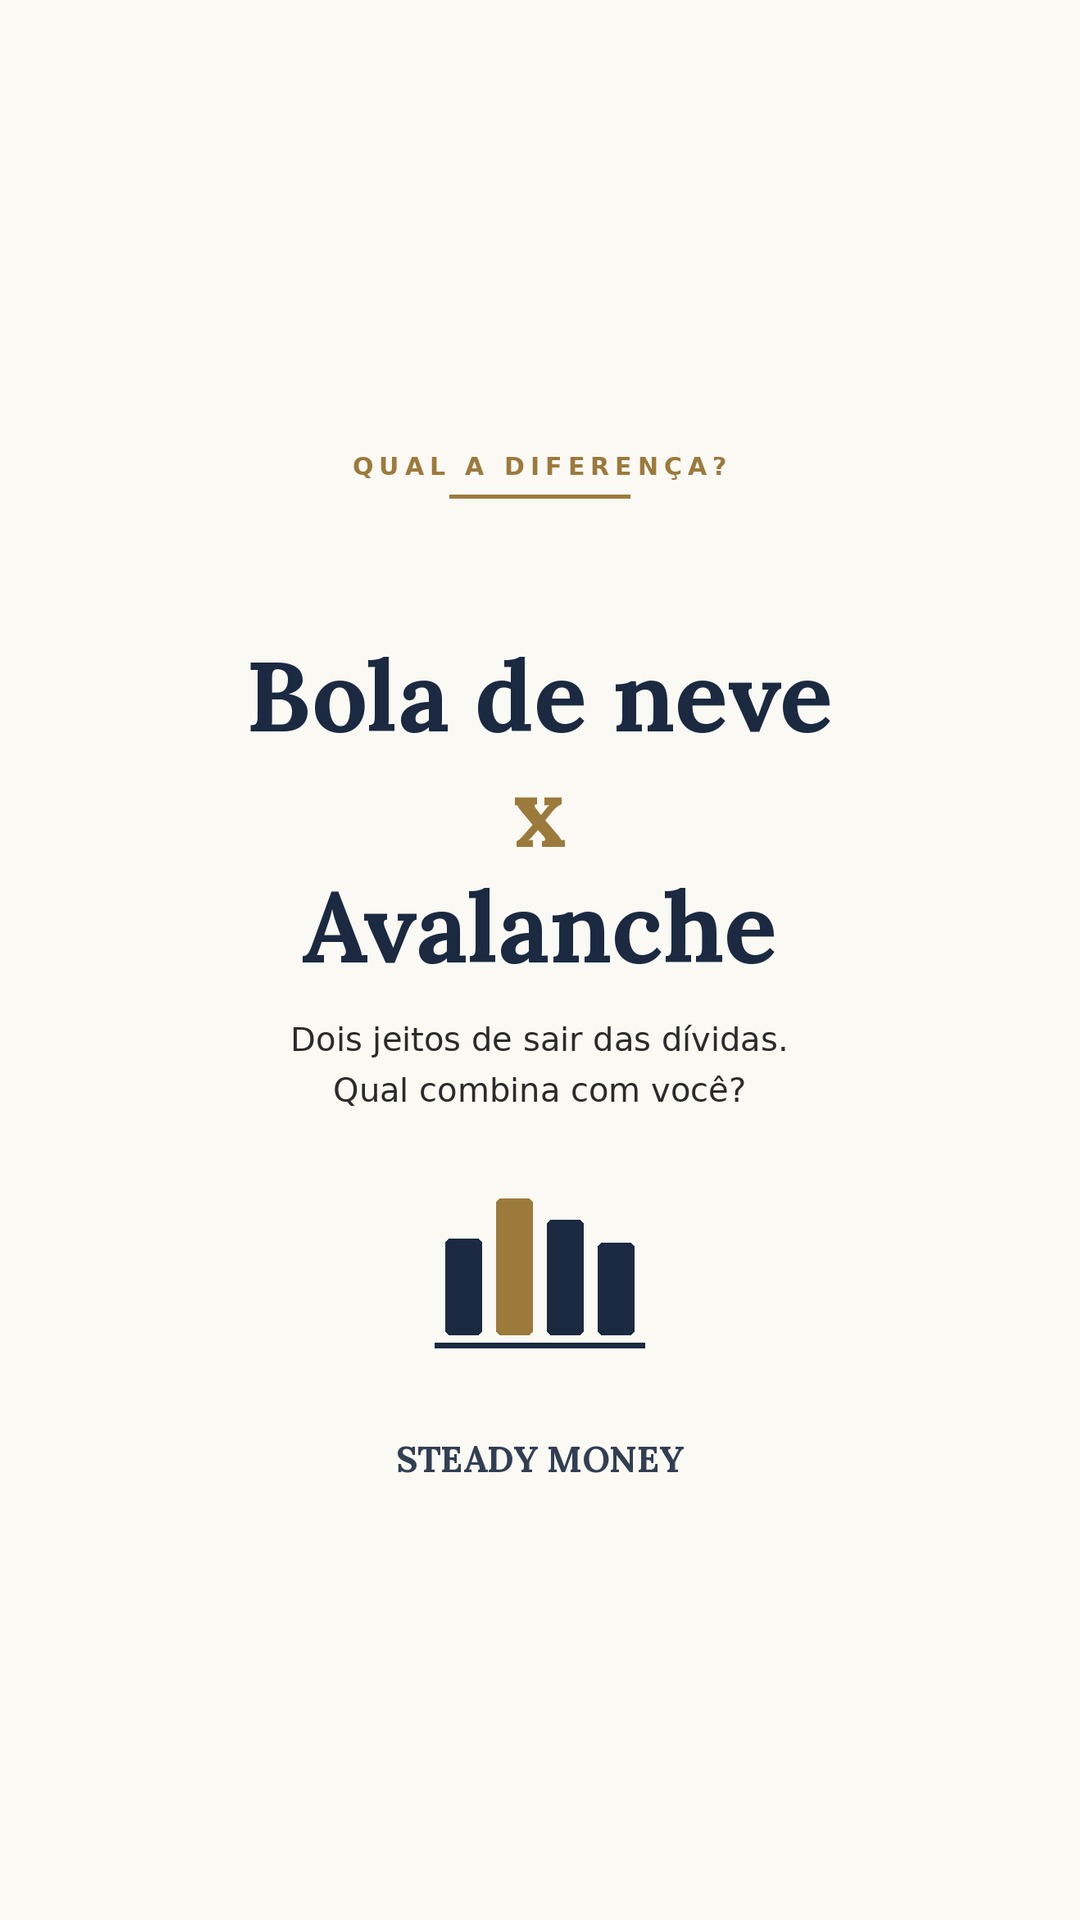 QUAL A DIFERENÇA?
Bola de neve
x
Avalanche
Dois jeitos de sair das dívidas.
Qual combina com você?
STEADY MONEY